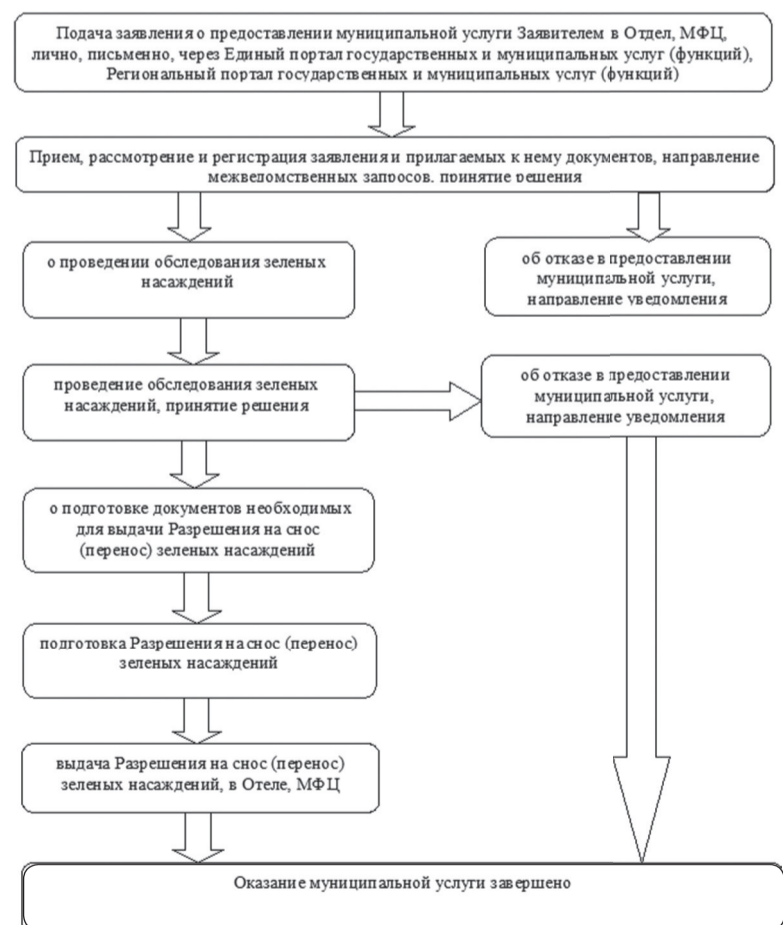 Подача заявления о предоставлении муниципальной услуги Заявителем в Отдел, МФЦ,
лично, письменно, через Единый портал государственных и муниципальных услуг (функций),
Региональный портал государственных и муниципальных услуг (функций)
Прием, рассмотрение и регистрация заявления и прилагаемых к нему документов, направление
межведомственных запросов, принятие решения
о проведении обследования зеленых
насаждений
об отказе в предоставлении
муниципальной услуги,
направление уведомления
проведение обследования зеленых
насаждений, принятие решения
об отказе в предоставлении
муниципальной услуги,
направление уведомления
о подготовке документов необходимых
для выдачи Разрешения на снос
(перенос) зеленых насаждений
подготовка Разрешения на снос (перенос)
зеленых насаждений
выдача Разрешения на снос (перенос)
зеленых насаждений, в Отеле, МФЦ
Оказание муниципальной услуги завершено